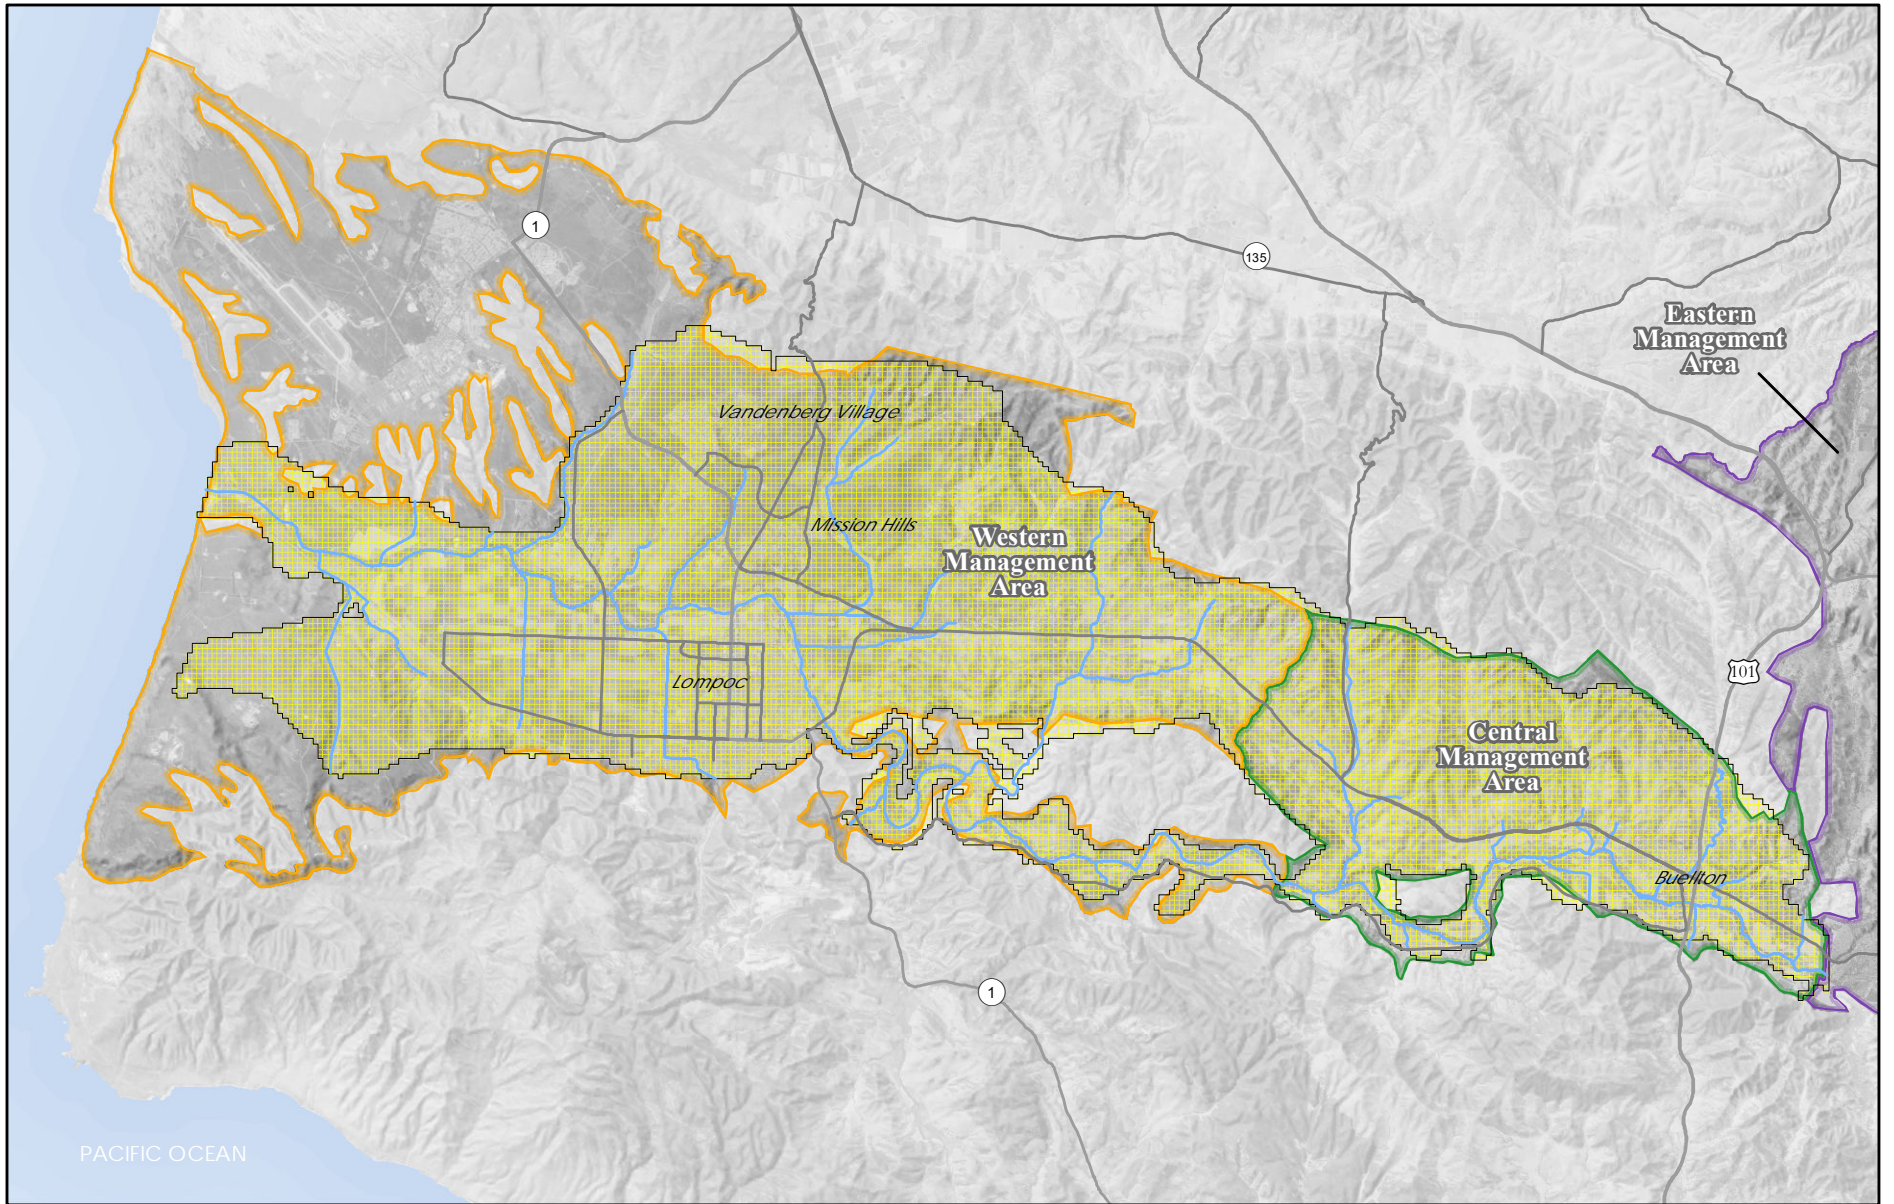 1
135
Eastern
Management
Area
Vandenberg Village
Mission Hills
Western
Management
Area
101
Lompoc
Central
Management
Area
Buellton
1
PACIFIC OCEAN